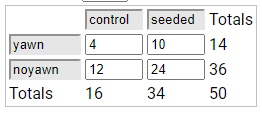 control seeded Totals
yawn 4 10 14
noyawn 12 24 36
Totals 16 34 50